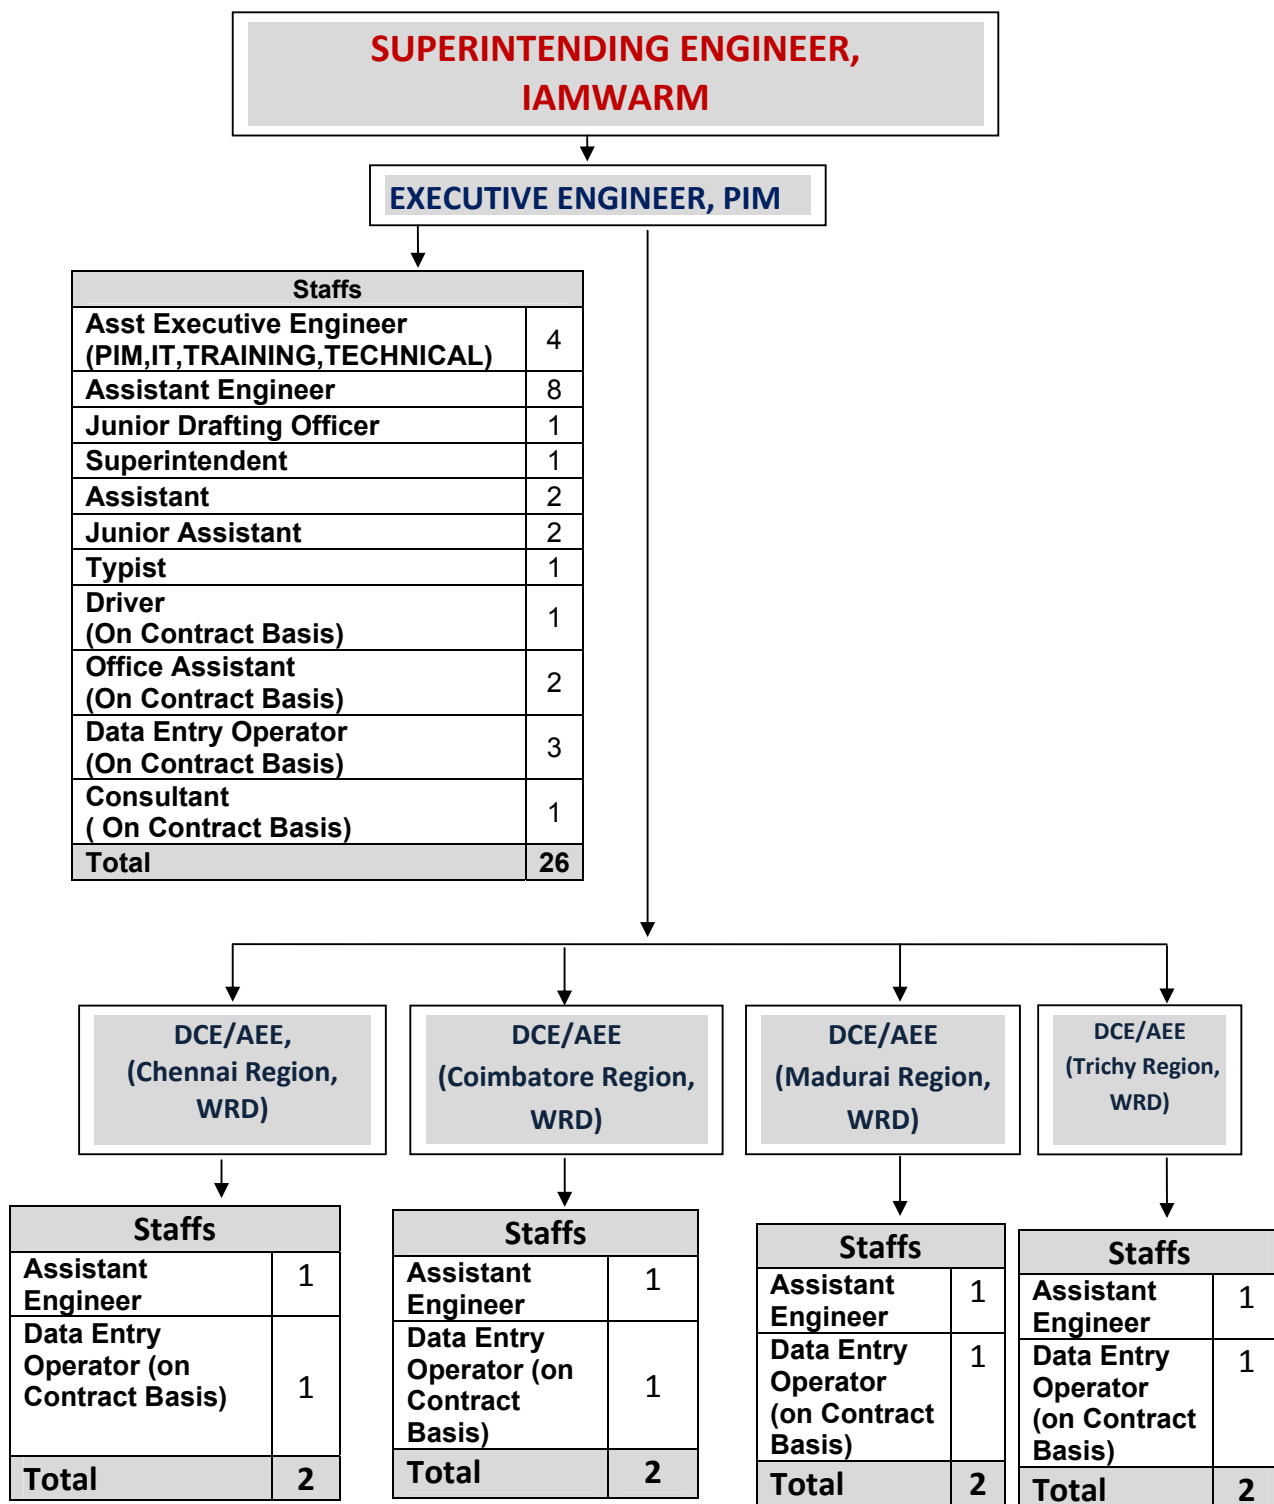 SUPERINTENDING ENGINEER,
IAMWARM
EXECUTIVE ENGINEER, PIM
Staffs
Asst Executive Engineer
(PIM,IT,TRAINING,TECHNICAL) 4
Assistant Engineer 8
Junior Drafting Officer 1
Superintendent 1
Assistant 2
Junior Assistant 2
Typist 1
Driver
(On Contract Basis) 1
Office Assistant
(On Contract Basis) 2
Data Entry Operator
(On Contract Basis) 3
Consultant
( On Contract Basis) 1
Total 26
DCE/AEE,
(Chennai Region,
WRD)
DCE/AEE
(Coimbatore Region,
WRD)
DCE/AEE
(Madurai Region,
WRD)
DCE/AEE
(Trichy Region,
WRD)
Staffs
Assistant 1
Engineer
Data Entry
Operator (on
Contract Basis) 1
Total 2
Staffs
Assistant 1
Engineer
Data Entry
Operator (on 1
Contract
Basis)
Total 2
Staffs
Assistant 1
Engineer
Data Entry 1
Operator
(on Contract
Basis)
Total 2
Staffs
Assistant 1
Engineer
Data Entry 1
Operator
(on Contract
Basis)
Total 2